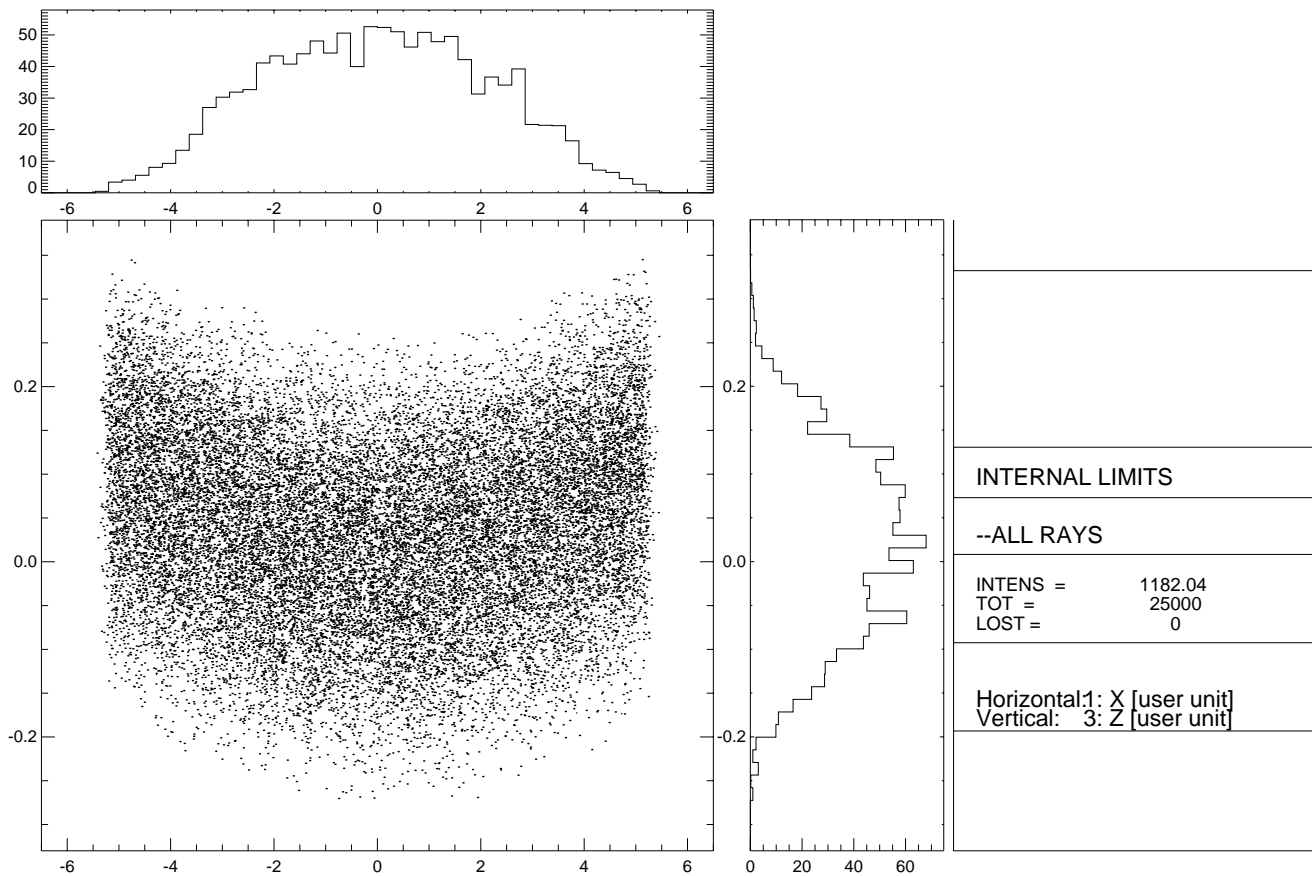 50
40
30
20
10
0
-6 -4 -2 0 2 4 6
0.2
0.0
-0.2
-6 -4 -2 0 2 4 6
0.2
0.0
-0.2
0 20 40 60
INTERNAL LIMITS
--ALL RAYS
INTENS = 1182.04
TOT = 25000
LOST = 0
Horizontal:1: X [user unit]
Vertical: 3: Z [user unit]